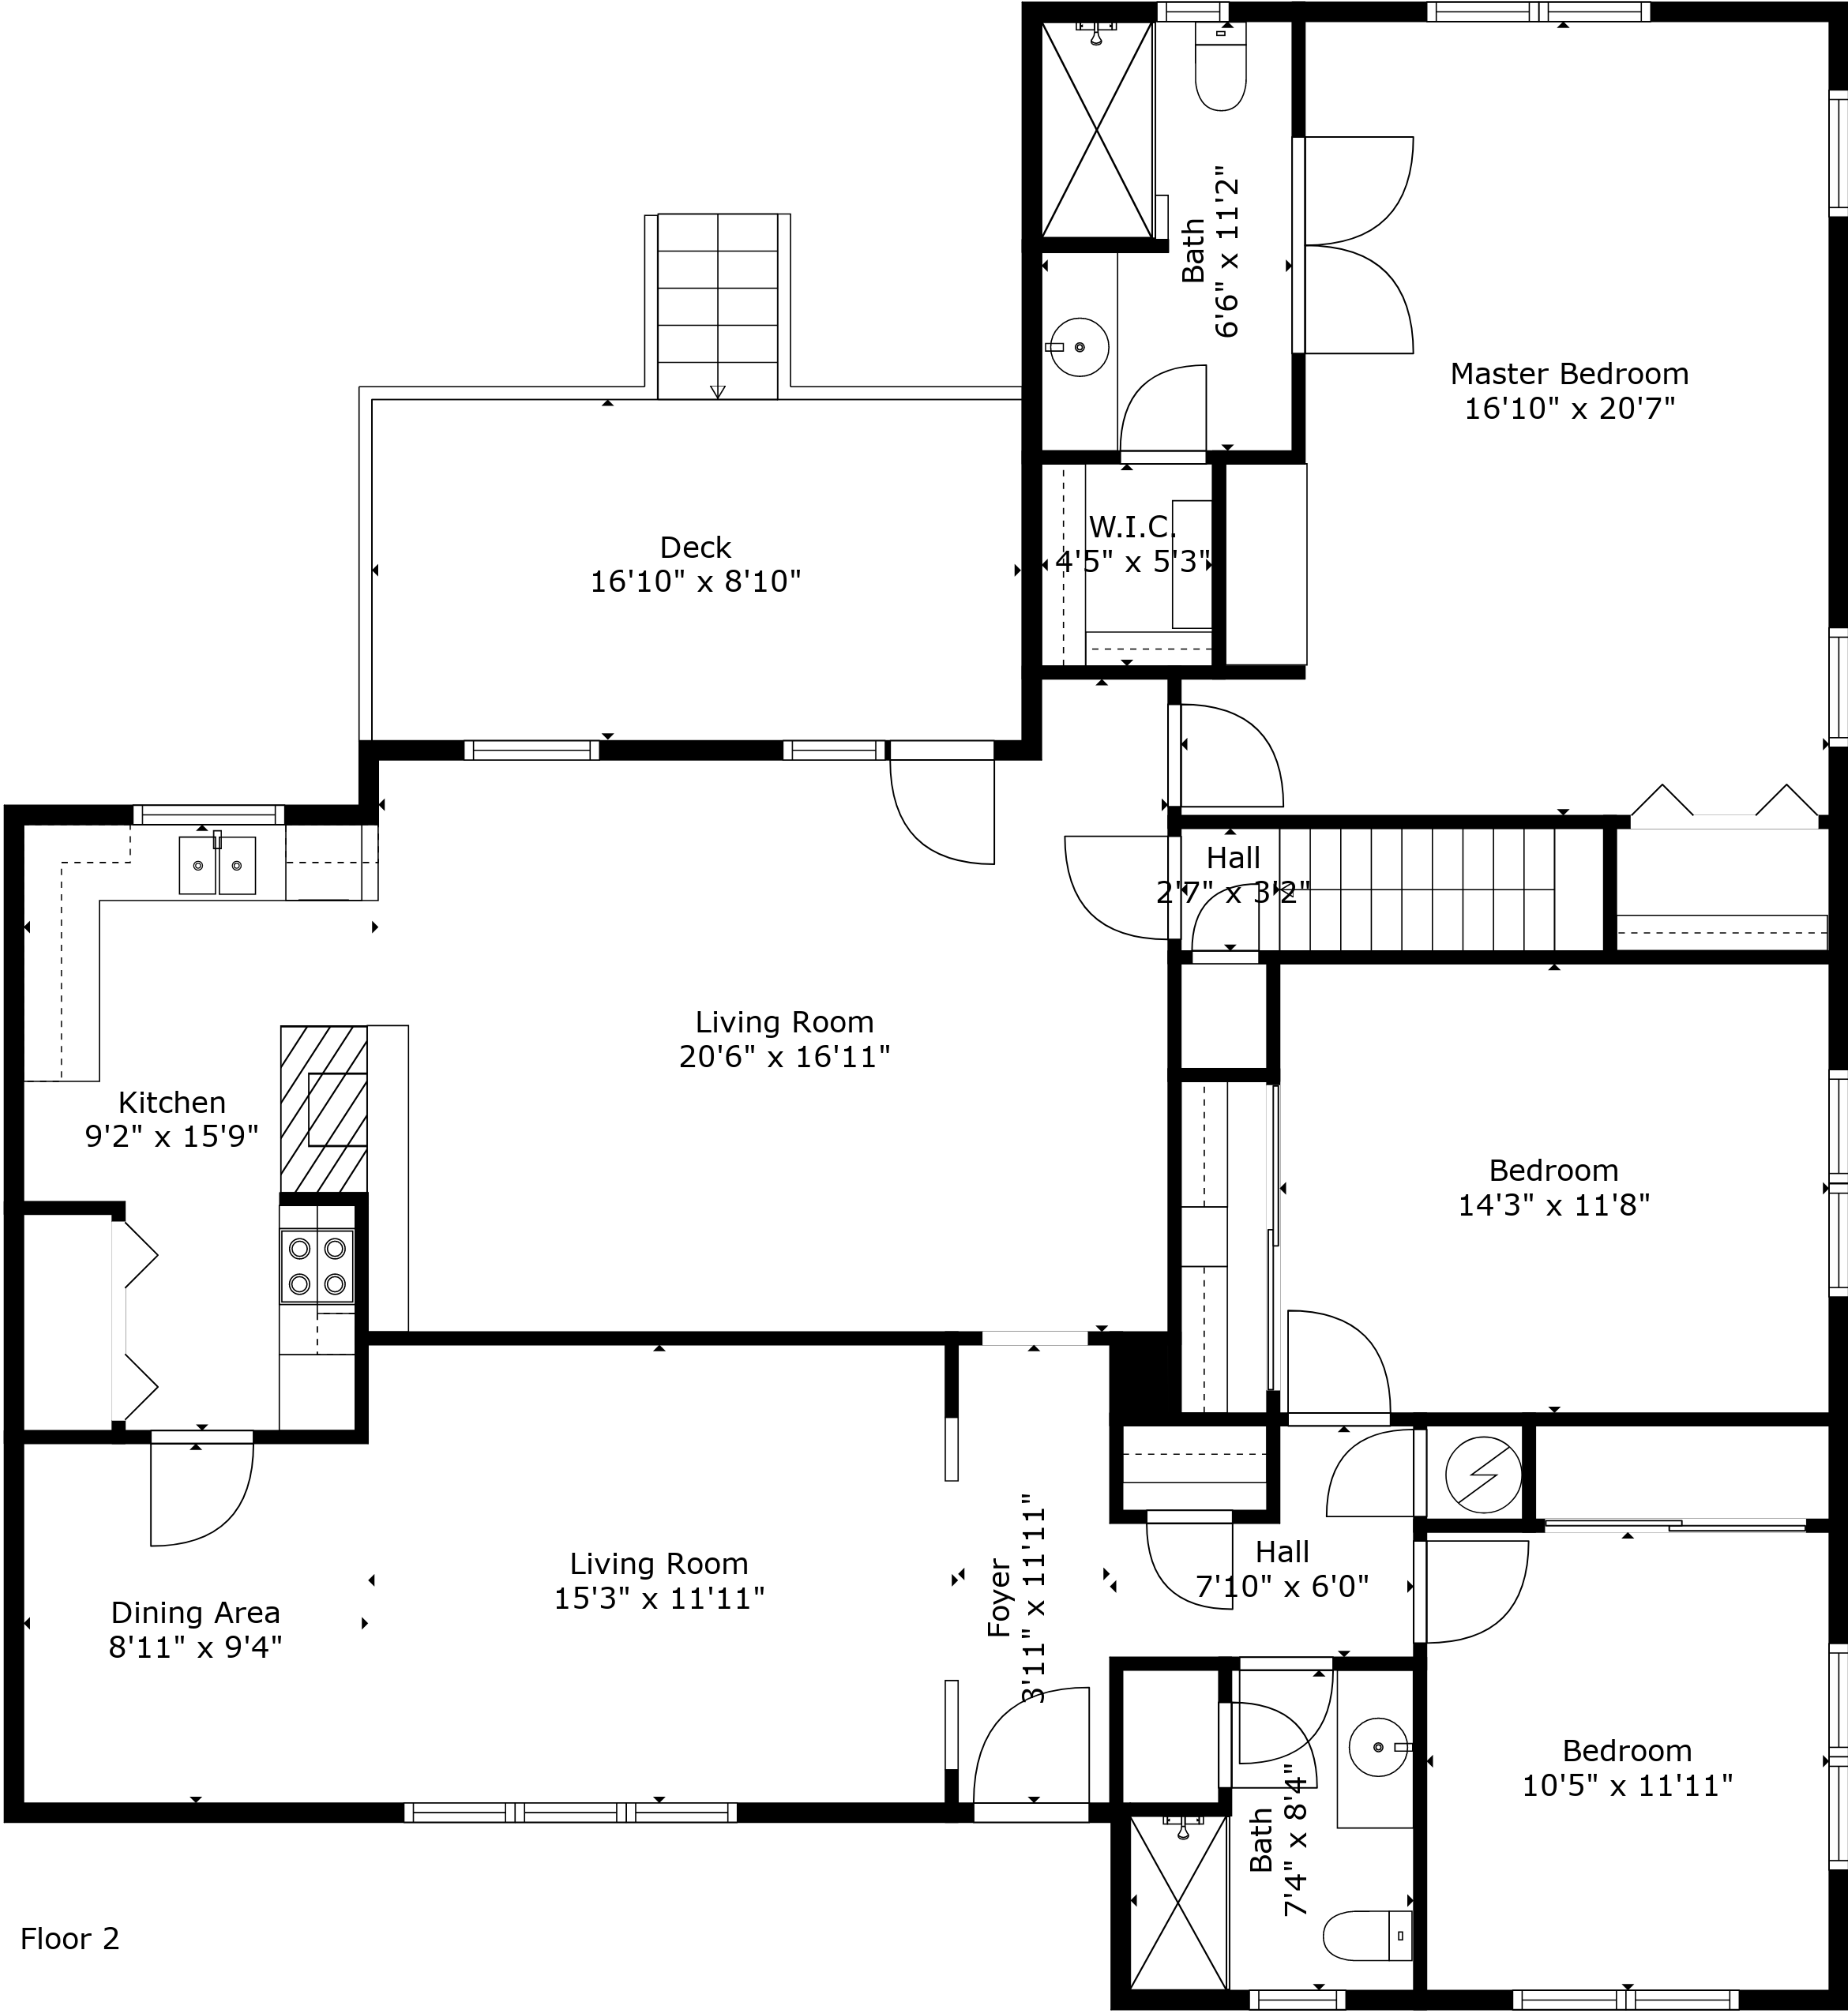 Bath
6'6" x 11'2"
Master Bedroom
16'10" x 20'7"
W.I.C.
4'5" x 5'3"
Deck
16'10" x 8'10"
Hall
2'7" x 3'2"
Living Room
20'6" x 16'11"
Kitchen
9'2" x 15'9"
Bedroom
14'3" x 11'8"
Living Room
15'3" x 11'11"
Foyer
3'11" x 11'11"
Hall
7'10" x 6'0"
Dining Area
8'11" x 9'4"
Bedroom
10'5" x 11'11"
Bath
7'4" x 8'4"
Floor 2